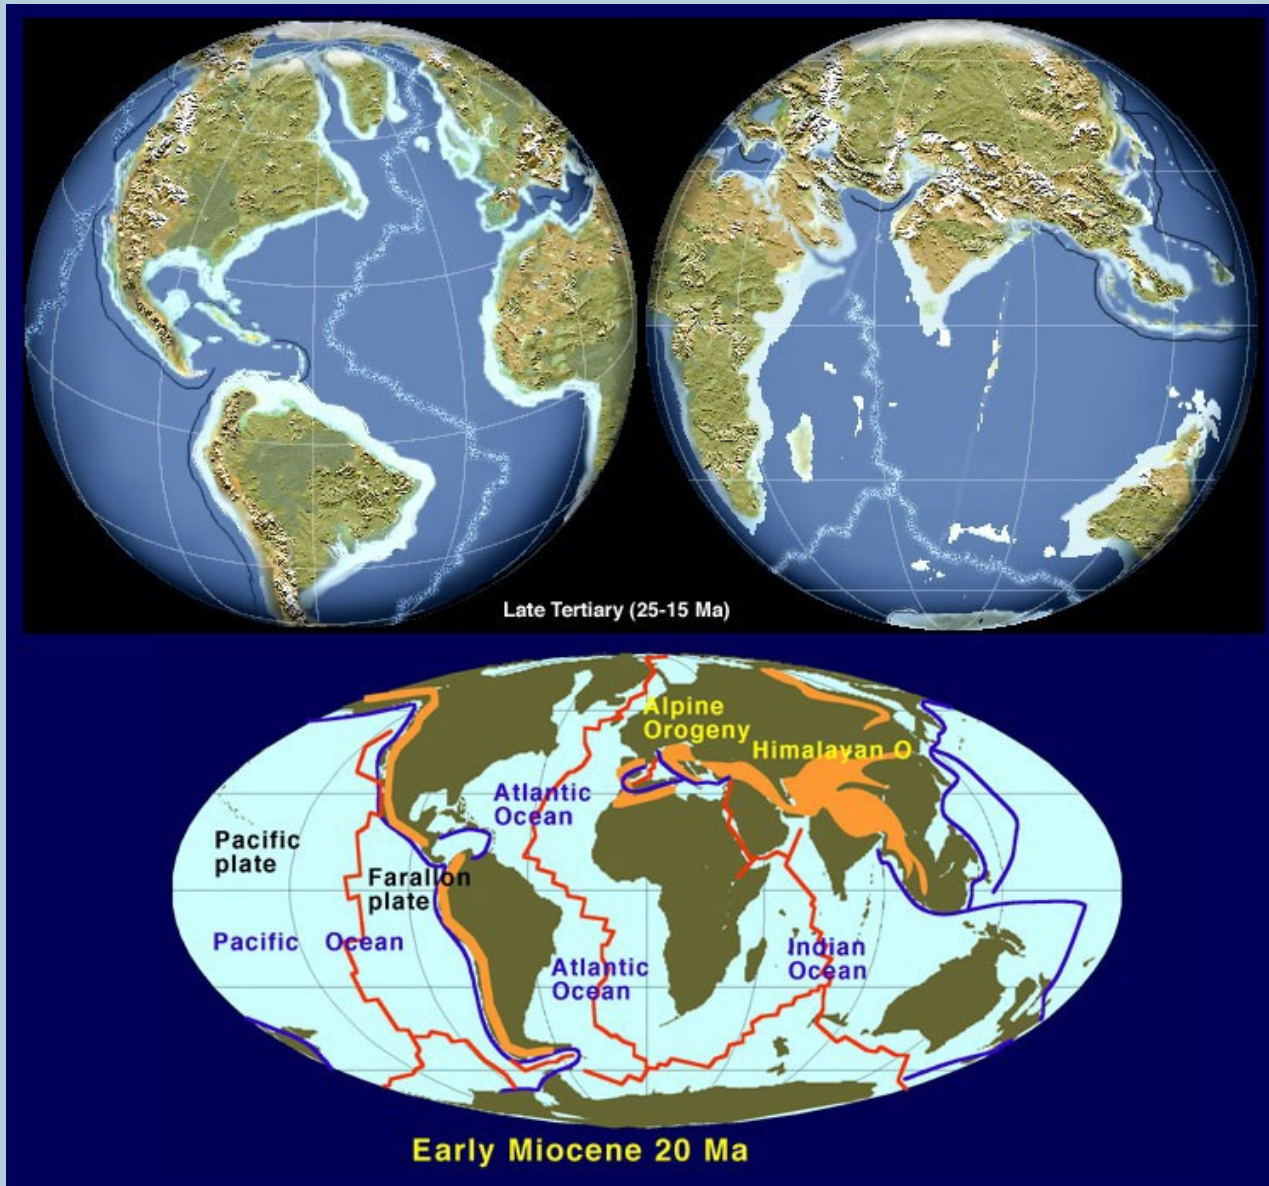 Late Tertiary (25-15 Ma)
Alpine
Orogeny
Himalayan O
Atlantic
Ocean
Pacific
plate
Farallon
plate
Pacific Ocean
Atlantic
Ocean
Indian
Ocean
Early Miocene 20 Ma